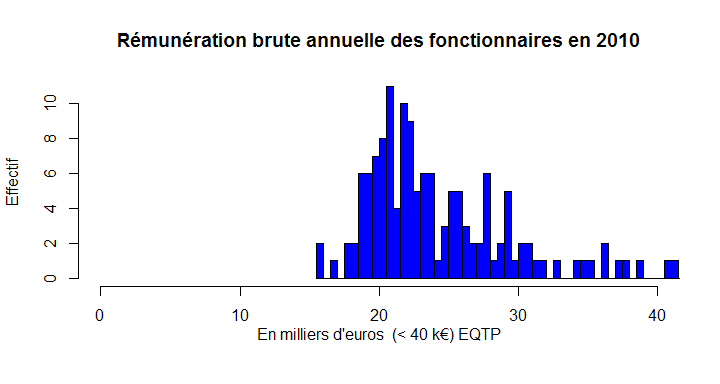 Rémunération brute annuelle des fonctionnaires en 2010
Effectif
10
8
6
4
2
0
0 10 20 30 40
En milliers d'euros (< 40 k€) EQTP